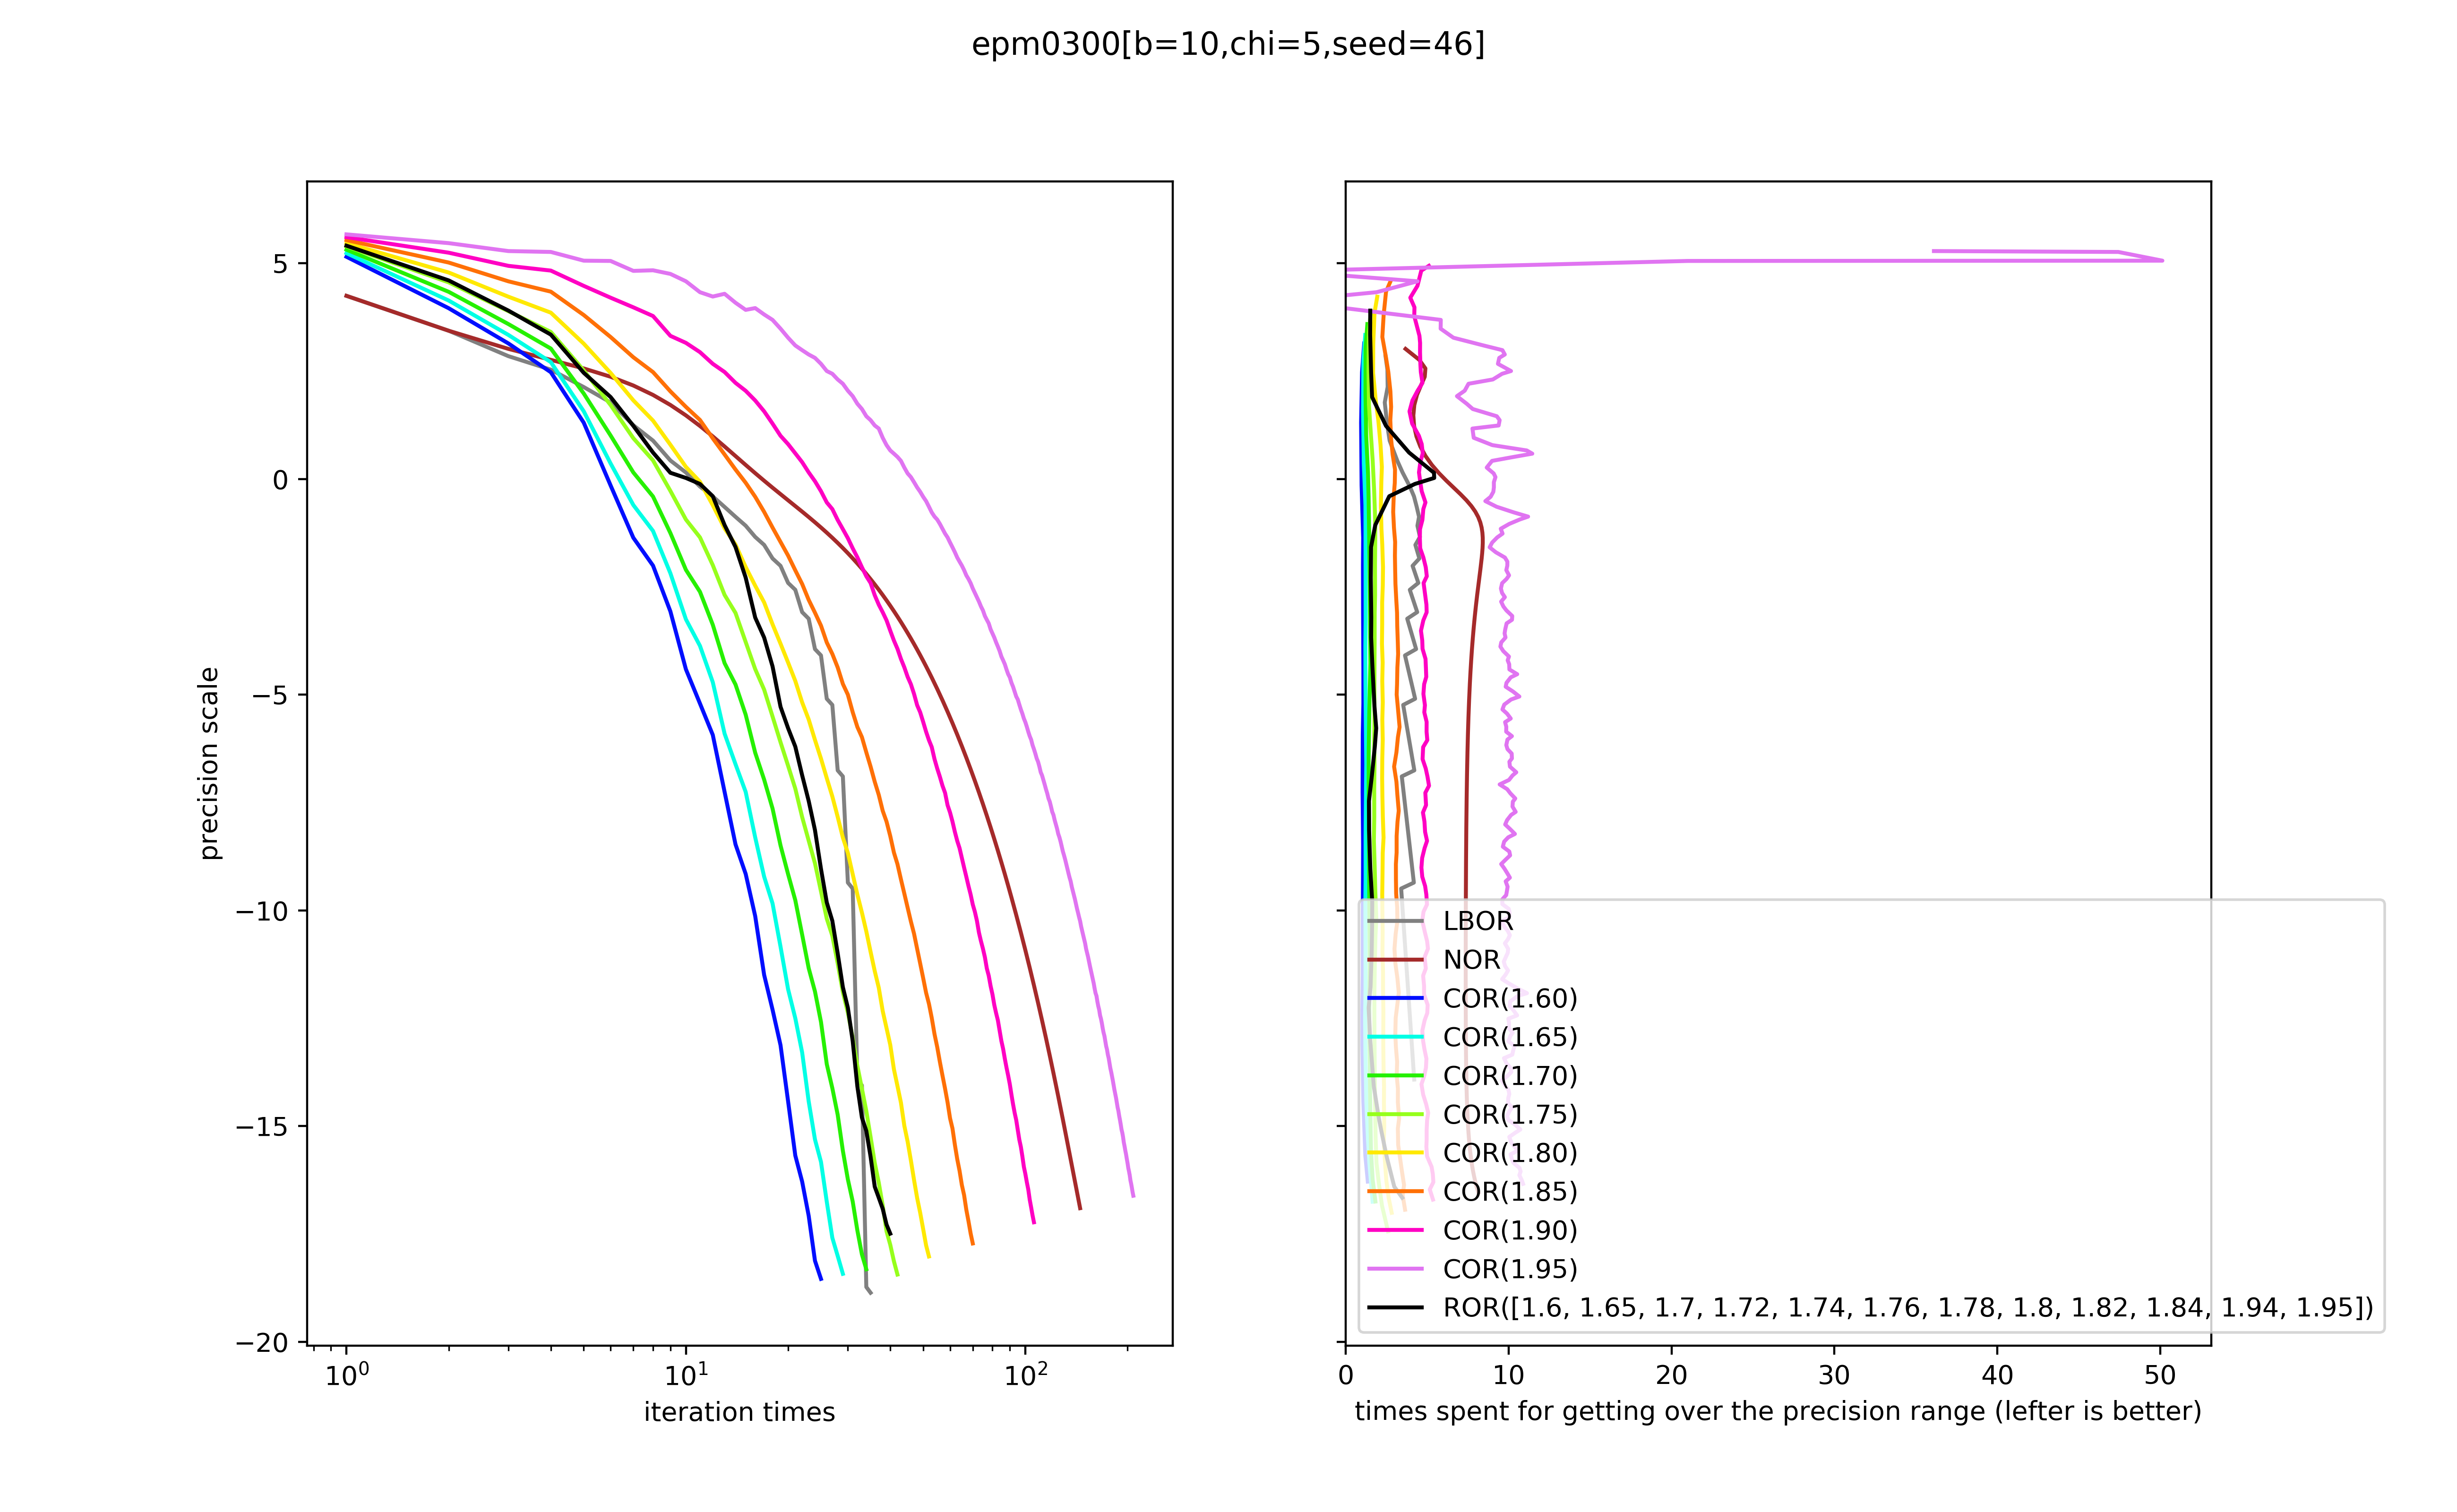 epm0300[b=10,chi=5,seed=46]
precision scale
5
0
−5
−10
−15
−20
10⁰
10¹
10²
iteration times
0
10
20
30
40
50
times spent for getting over the precision range (lefter is better)
LBOR
NOR
COR(1.60)
COR(1.65)
COR(1.70)
COR(1.75)
COR(1.80)
COR(1.85)
COR(1.90)
COR(1.95)
ROR([1.6, 1.65, 1.7, 1.72, 1.74, 1.76, 1.78, 1.8, 1.82, 1.84, 1.94, 1.95])